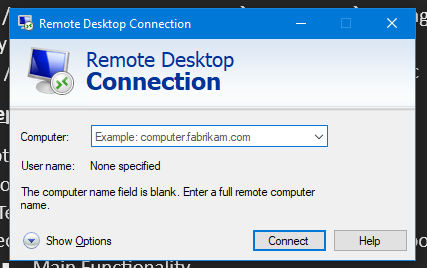 Remote Desktop Connection
Remote Desktop
Connection
Computer:
Example: computer.fabrikam.com
User name:
None specified
The computer name field is blank. Enter a full remote computer
name.
Show Options
Connect
Help
Main Functionality